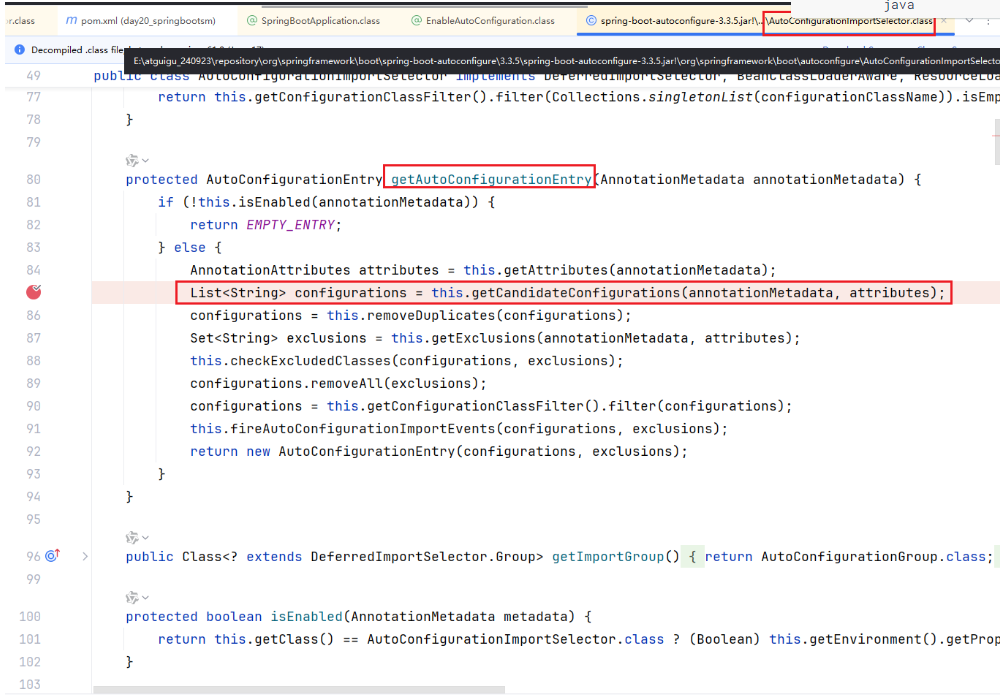 java
r.class
pom.xml (day20_springbootsm)
SpringBootApplication.class
EnableAutoConfiguration.class
spring-boot-autoconfigure-3.3.5.jar!\...\AutoConfigurationImportSelector.class
Decompiled .class file
E:\atguigu_240923\repository\org\springframework\boot\spring-boot-autoconfigure\3.3.5\spring-boot-autoconfigure-3.3.5.jar!\org\springframework\boot\autoconfigure\AutoConfigurationImportSelecto
49 public class AutoConfigurationImportSelector implements DeferredImportSelector, BeanClassLoaderAware, ResourceLoa
77 return this.getConfigurationClassFilter().filter(Collections.singletonList(configurationClassName)).isEmp
78 }
79
80 protected AutoConfigurationEntry getAutoConfigurationEntry(AnnotationMetadata annotationMetadata) {
81 if (!this.isEnabled(annotationMetadata)) {
82 return EMPTY_ENTRY;
83 } else {
84 AnnotationAttributes attributes = this.getAttributes(annotationMetadata);
List<String> configurations = this.getCandidateConfigurations(annotationMetadata, attributes);
86 configurations = this.removeDuplicates(configurations);
87 Set<String> exclusions = this.getExclusions(annotationMetadata, attributes);
88 this.checkExcludedClasses(configurations, exclusions);
89 configurations.removeAll(exclusions);
90 configurations = this.getConfigurationClassFilter().filter(configurations);
91 this.fireAutoConfigurationImportEvents(configurations, exclusions);
92 return new AutoConfigurationEntry(configurations, exclusions);
93 }
94 }
95
96 public Class<? extends DeferredImportSelector.Group> getImportGroup() { return AutoConfigurationGroup.class;
99
100 protected boolean isEnabled(AnnotationMetadata metadata) {
101 return this.getClass() == AutoConfigurationImportSelector.class ? (Boolean) this.getEnvironment().getProp
102 }
103